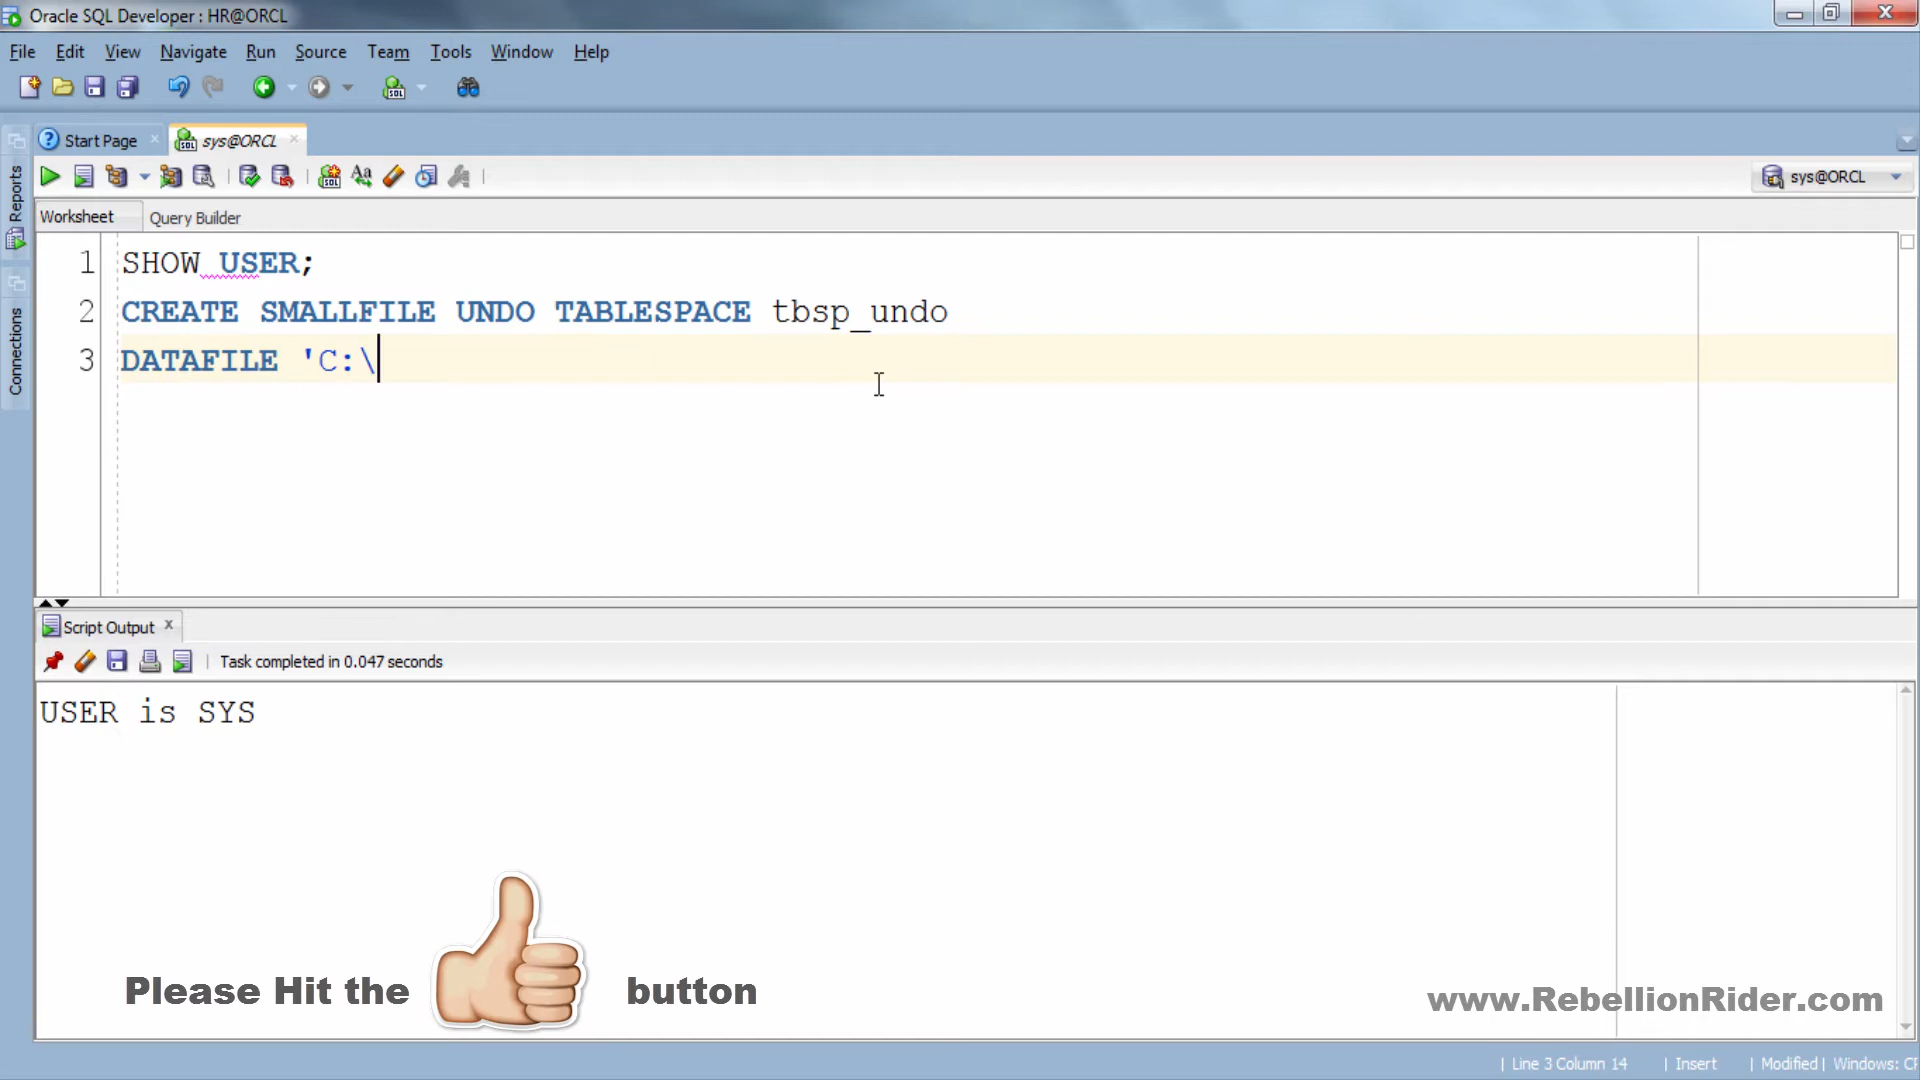 Oracle SQL Developer : HR@ORCL
File Edit View Navigate Run Source Team Tools Window Help
Start Page
sys@ORCL
sys@ORCL
Reports
Connections
Worksheet
Query Builder
1 SHOW USER;
2 CREATE SMALLFILE UNDO TABLESPACE tbsp_undo
3 DATAFILE 'C:\
Script Output
Task completed in 0.047 seconds
USER is SYS
Please Hit the button
www.RebellionRider.com
| Line 3 Column 14 | Insert | Modified | Windows: CF